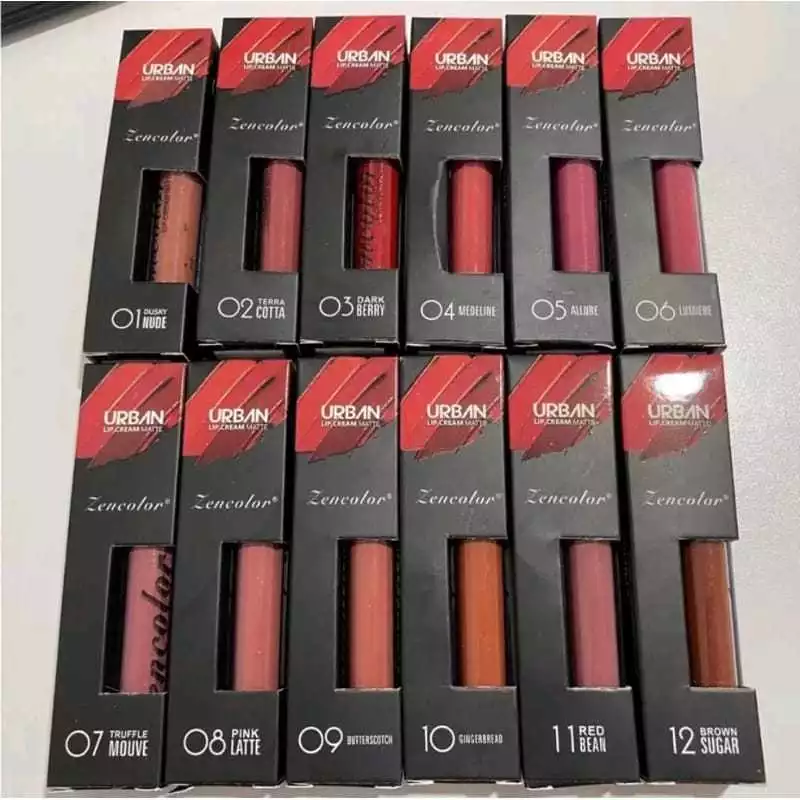 URBAN
LIP CREAM MATTE
Zencolor®
01 DUSKY
NUDE
URBAN
LIP CREAM MATTE
Zencolor®
02 TERRA
COTTA
URBAN
LIP CREAM MATTE
Zencolor®
03 DARK
BERRY
URBAN
LIP CREAM MATTE
Zencolor®
04 MEDELINE
URBAN
LIP CREAM MATTE
Zencolor®
05 ALLURE
URBAN
LIP CREAM MATTE
Zencolor®
06 LUMIERE
URBAN
LIP CREAM MATTE
Zencolor®
encolor
07 TRUFFLE
MOUVE
URBAN
LIP CREAM MATTE
Zencolor®
08 PINK
LATTE
URBAN
LIP CREAM MATTE
Zencolor®
09 BUTTERSCOTCH
URBAN
LIP CREAM MATTE
Zencolor®
10 GINGERBREAD
URBAN
LIP CREAM MATTE
Zencolor®
11 RED
BEAN
URBAN
LIP CREAM MATTE
Zencolor®
12 BROWN
SUGAR